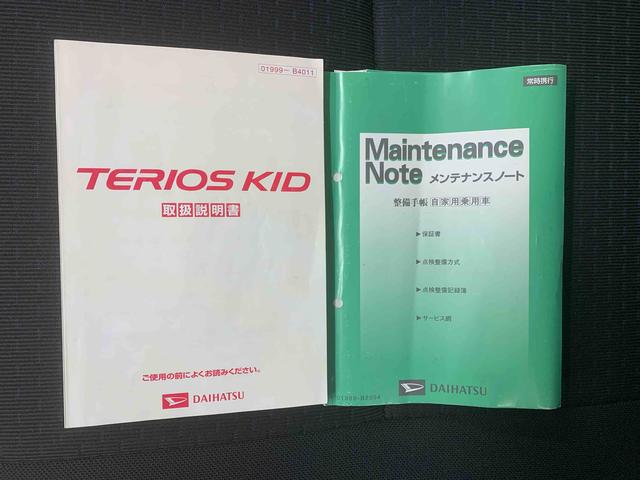 01999－B4011
TERIOS KID
取扱説明書
ご使用の前によくお読みください。
DAIHATSU
常時携行
Maintenance
Note メンテナンスノート
整備手帳 自家用乗用車
▶保証書
▶点検整備方式
▶点検整備記録簿
▶サービス網
DAIHATSU